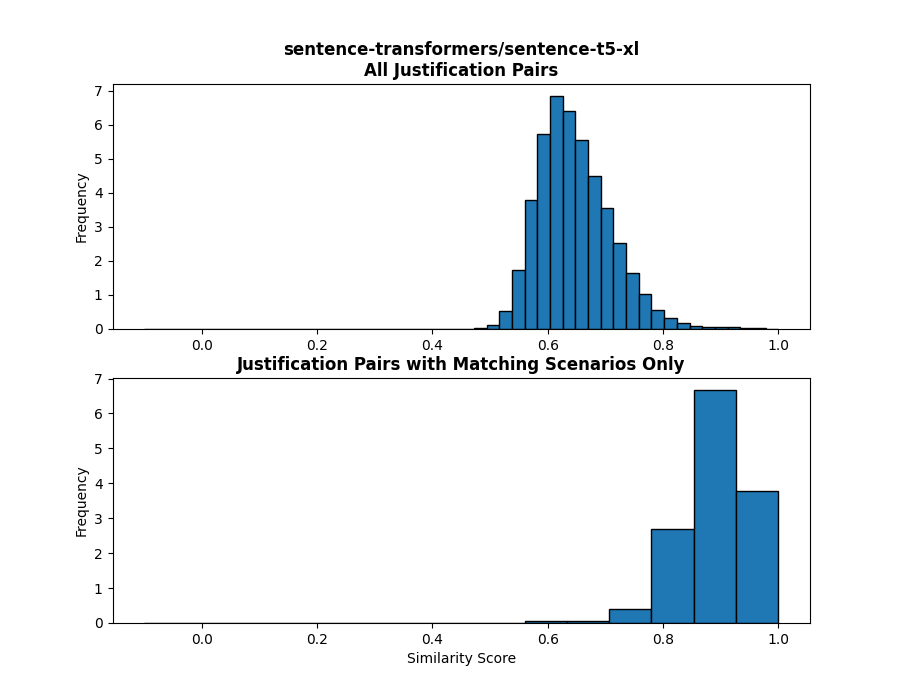 sentence-transformers/sentence-t5-xl
All Justification Pairs
Frequency
7
6
5
4
3
2
1
0
0.0 0.2 0.4 0.6 0.8 1.0
Justification Pairs with Matching Scenarios Only
Frequency
7
6
5
4
3
2
1
0
0.0 0.2 0.4 0.6 0.8 1.0
Similarity Score